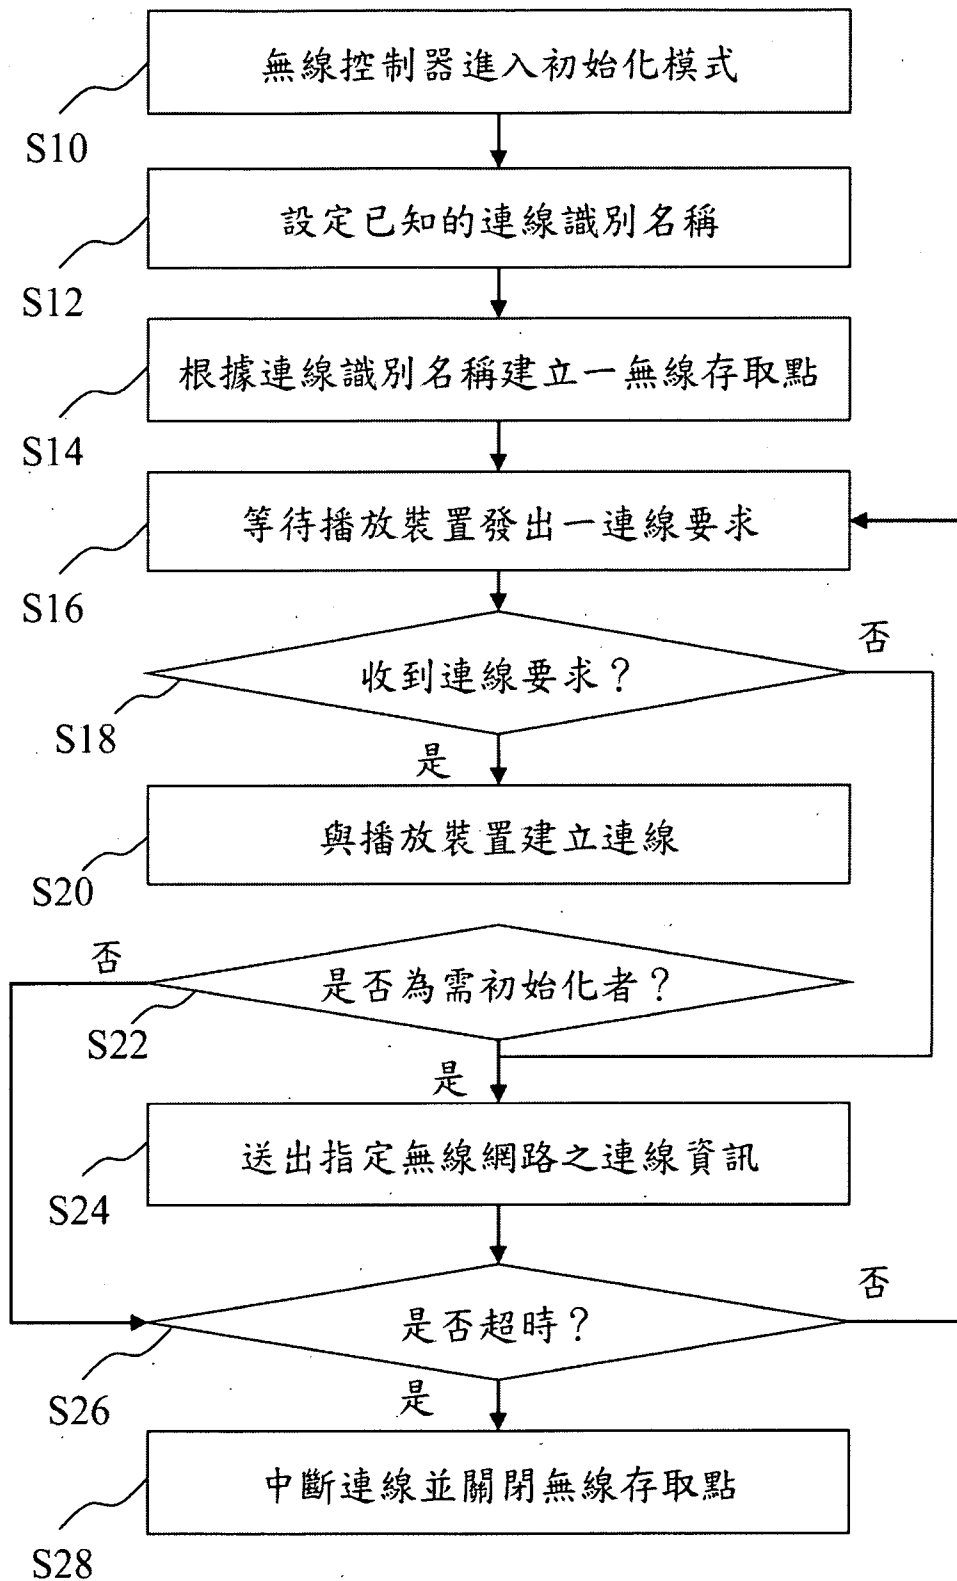 無線控制器進入初始化模式
S10
設定已知的連線識別名稱
S12
根據連線識別名稱建立一無線存取點
S14
等待播放裝置發出一連線要求
S16
否
收到連線要求？
S18
是
與播放裝置建立連線
S20
否
是否為需初始化者？
S22
是
送出指定無線網路之連線資訊
S24
否
是否超時？
S26
是
中斷連線並關閉無線存取點
S28